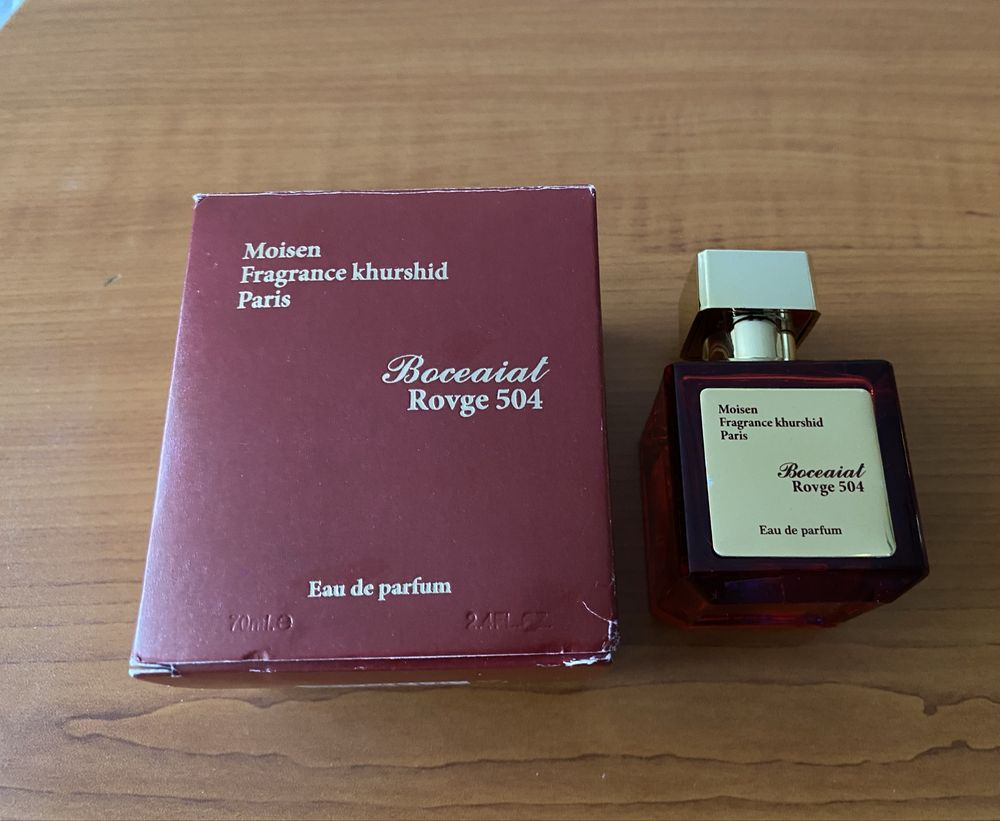 Moisen
Fragrance khurshid
Paris
Boceaiat
Rovge 504
Eau de parfum
70ml.℮ 2.4FL.OZ
Moisen
Fragrance khurshid
Paris
Boceaiat
Rovge 504
Eau de parfum